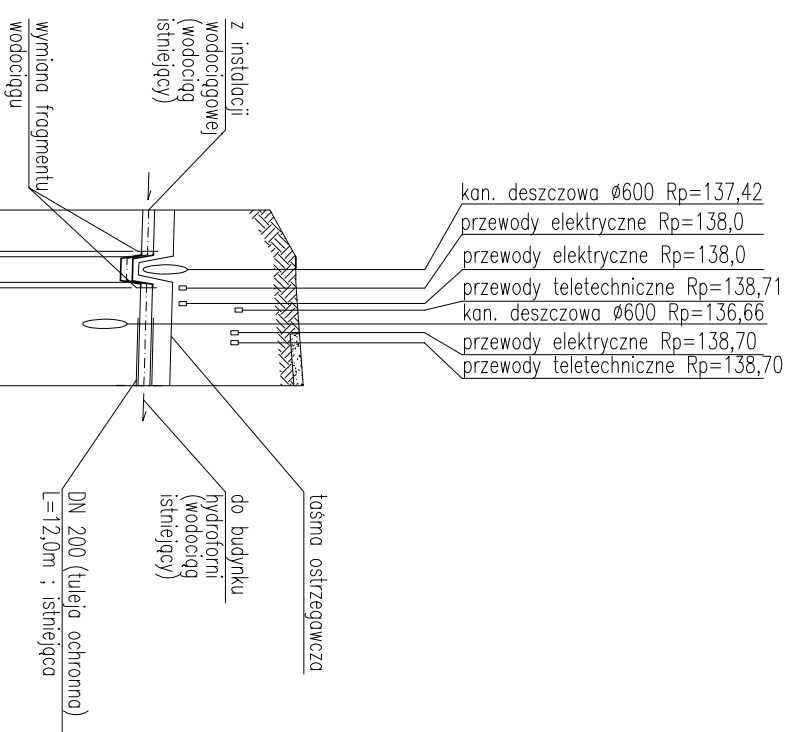 kan. deszczowa Ø600 Rp=137,42
przewody elektryczne Rp=138,0
przewody elektryczne Rp=138,0
przewody teletechniczne Rp=138,71
kan. deszczowa Ø600 Rp=136,66
przewody elektryczne Rp=138,70
przewody teletechniczne Rp=138,70
z instalacji
wodociągowej
(wodociąg
istniejący)
wymiana fragmentu
wodociągu
taśma ostrzegawcza
do budynku
hydroforni
(wodociąg
istniejący)
DN 200 (tuleja ochronna)
L=12,0m ; istniejąca